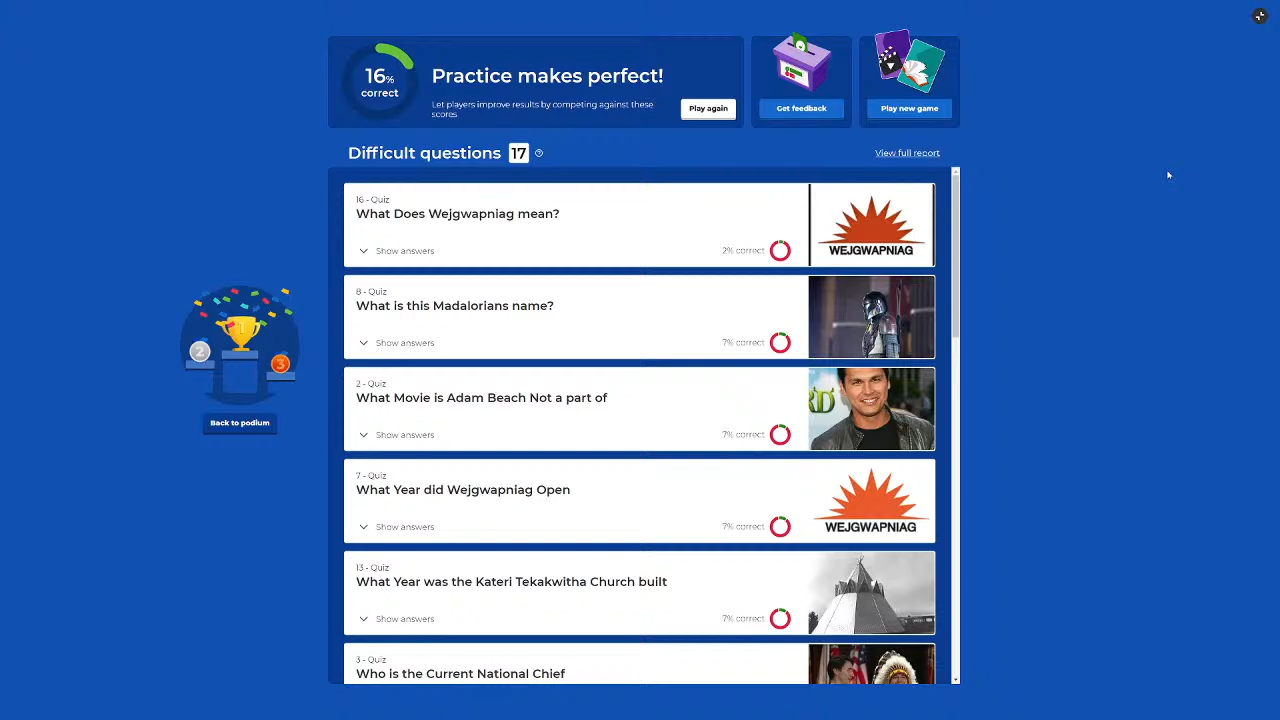 16%
correct
Practice makes perfect!
Let players improve results by competing against these
scores
Play again
Get feedback
Play new game
Difficult questions 17
View full report
16 - Quiz
What Does Wejgwapniag mean?
Show answers
2% correct
WEJGWAPNIAG
8 - Quiz
What is this Madalorians name?
Show answers
7% correct
2 - Quiz
What Movie is Adam Beach Not a part of
Show answers
7% correct
RD
7 - Quiz
What Year did Wejgwapniag Open
Show answers
7% correct
WEJGWAPNIAG
13 - Quiz
What Year was the Kateri Tekakwitha Church built
Show answers
7% correct
3 - Quiz
Who is the Current National Chief
1
2
3
Back to podium